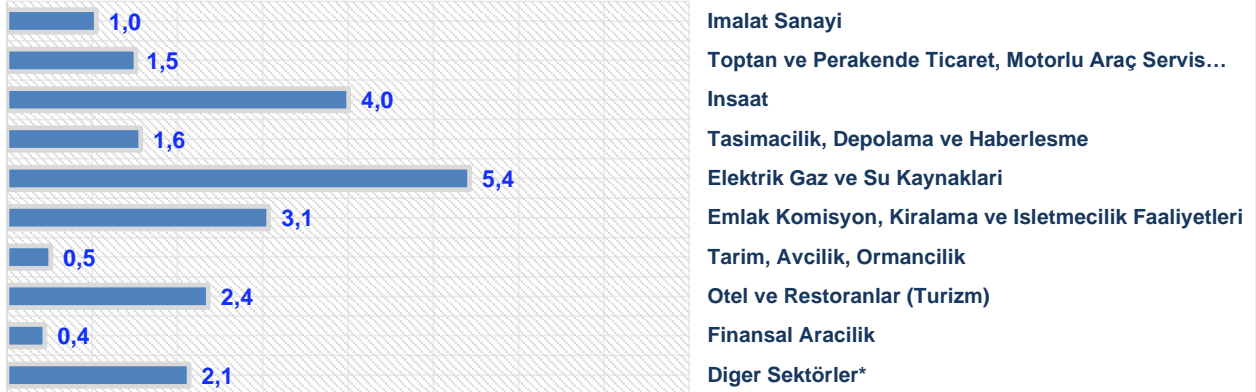 1,0 Imalat Sanayi
1,5 Toptan ve Perakende Ticaret, Motorlu Araç Servis…
4,0 Insaat
1,6 Tasimacilik, Depolama ve Haberlesme
5,4 Elektrik Gaz ve Su Kaynaklari
3,1 Emlak Komisyon, Kiralama ve Isletmecilik Faaliyetleri
0,5 Tarim, Avcilik, Ormancilik
2,4 Otel ve Restoranlar (Turizm)
0,4 Finansal Aracilik
2,1 Diger Sektörler*